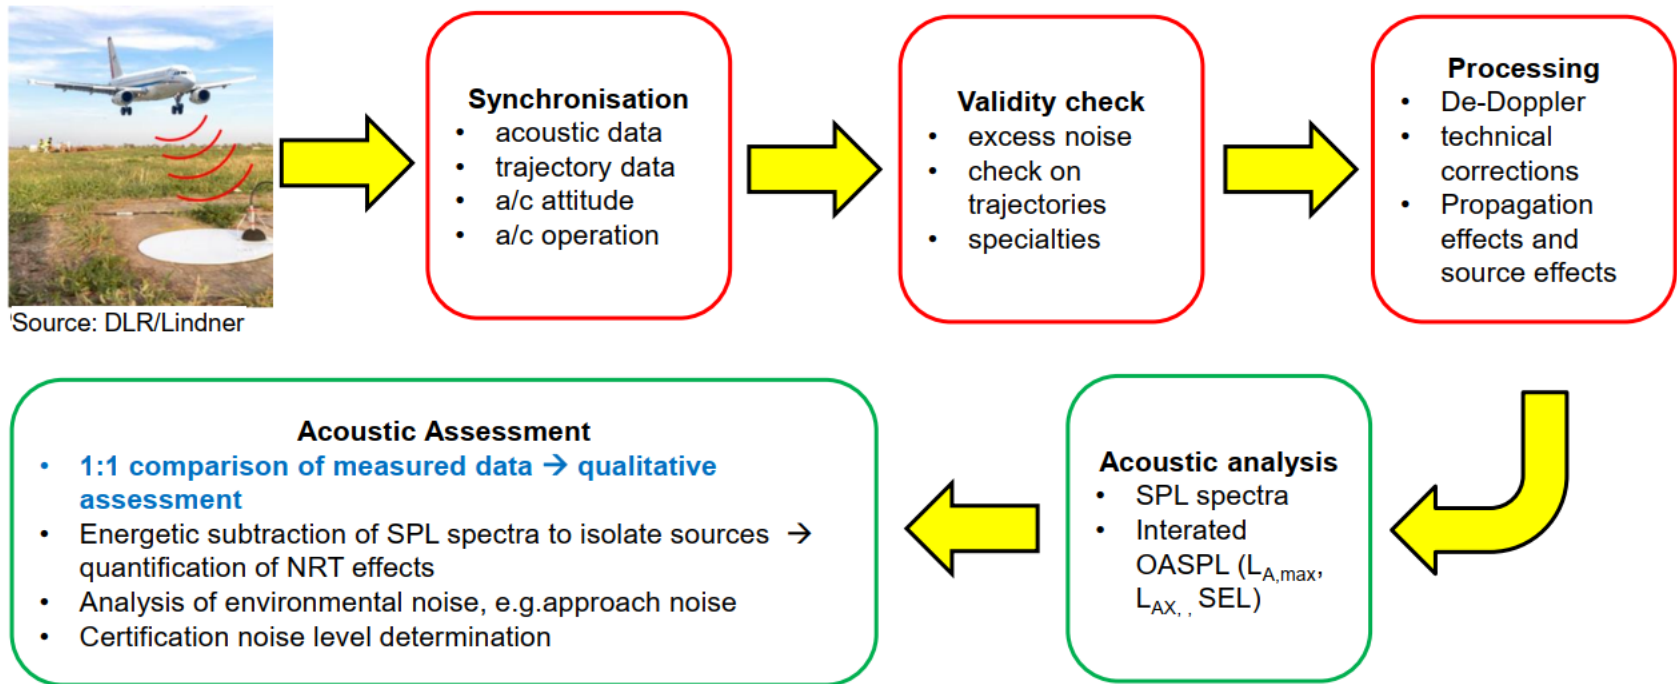 Source: DLR/Lindner
Synchronisation
• acoustic data
• trajectory data
• a/c attitude
• a/c operation
Validity check
• excess noise
• check on
trajectories
• specialties
Processing
• De-Doppler
• technical
corrections
• Propagation
effects and
source effects
Acoustic analysis
• SPL spectra
• Interated
OASPL (L_A,max,
L_AX, , SEL)
Acoustic Assessment
• 1:1 comparison of measured data → qualitative
assessment
• Energetic subtraction of SPL spectra to isolate sources →
quantification of NRT effects
• Analysis of environmental noise, e.g.approach noise
• Certification noise level determination